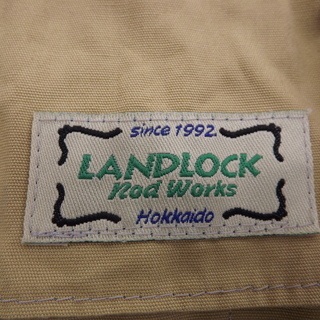 since 1992.
LANDLOCK
Rod Works
Hokkaido